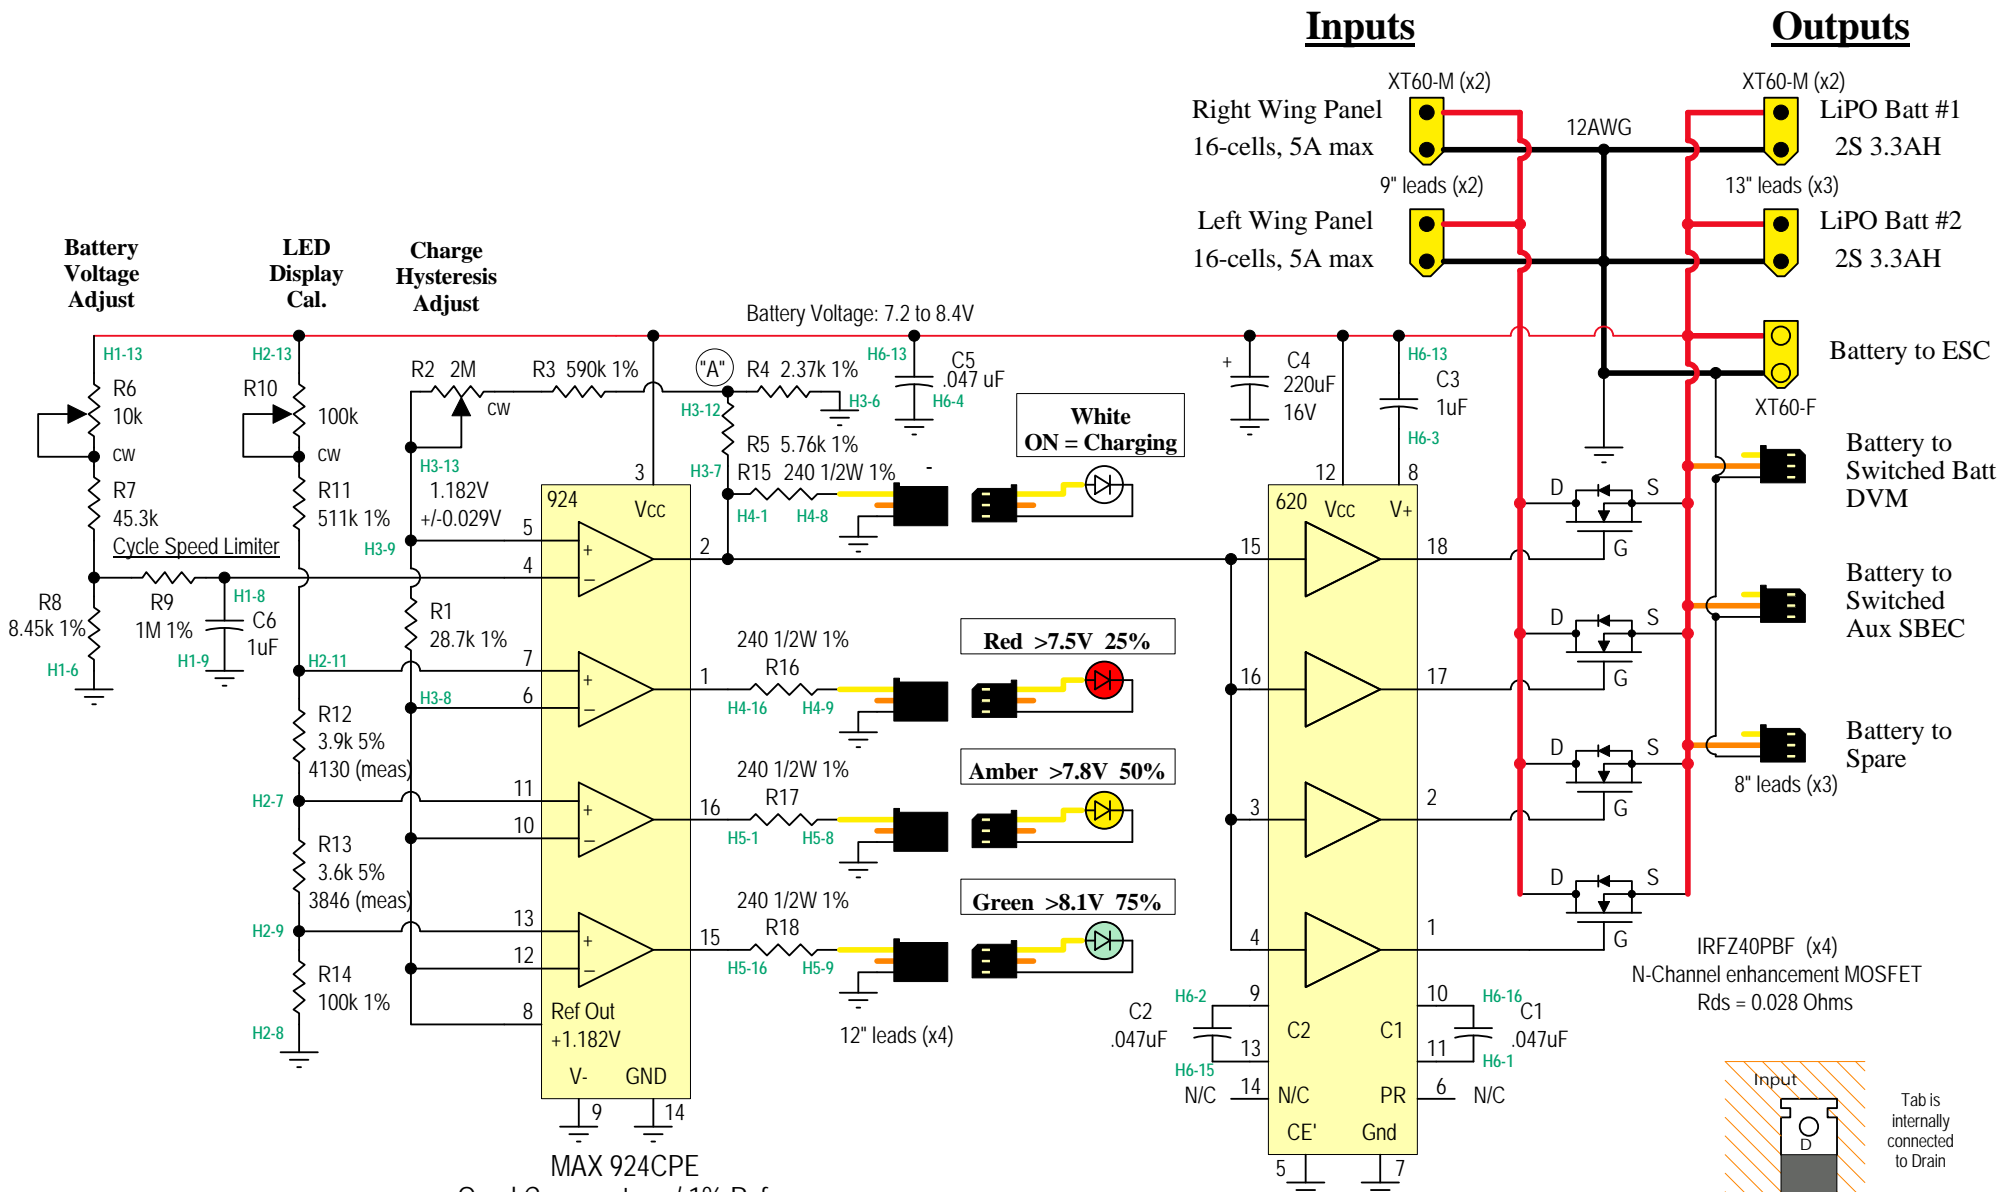 Inputs
Outputs
XT60-M (x2)
XT60-M (x2)
Right Wing Panel
16-cells, 5A max
12AWG
LiPO Batt #1
2S 3.3AH
9" leads (x2)
13" leads (x3)
Left Wing Panel
16-cells, 5A max
LiPO Batt #2
2S 3.3AH
Battery
Voltage
Adjust
LED
Display
Cal.
Charge
Hysteresis
Adjust
Battery Voltage: 7.2 to 8.4V
H1-13
H2-13
R6
10k
CW
R10
100k
CW
R2 2M
CW
R3 590k 1%
"A"
R4 2.37k 1%
H3-6
H3-12
H6-13
C5
.047 uF
H6-4
+
C4
220uF
16V
H6-13
C3
1uF
H6-3
Battery to ESC
XT60-F
White
ON = Charging
R7
45.3k
R11
511k 1%
H3-13
1.182V
+/-0.029V
H3-9
R5 5.76k 1%
H3-7
R15 240 1/2W 1%
-
H4-1
H4-8
Cycle Speed Limiter
R8
8.45k 1%
H1-6
R9
1M 1%
H1-8
C6
1uF
H1-9
R1
28.7k 1%
H2-11
H3-8
R12
3.9k 5%
4130 (meas)
H2-7
R13
3.6k 5%
3846 (meas)
H2-9
R14
100k 1%
H2-8
924
3
Vcc
5
+
4
–
2
7
+
6
–
1
11
+
10
–
16
13
+
12
–
15
8
Ref Out
+1.182V
V-
GND
9
14
MAX 924CPE
240 1/2W 1%
R16
H4-16
H4-9
Red >7.5V 25%
240 1/2W 1%
R17
H5-1
H5-8
Amber >7.8V 50%
240 1/2W 1%
R18
H5-16
H5-9
Green >8.1V 75%
12" leads (x4)
620
12
Vcc
8
V+
15
18
16
17
3
2
4
1
9
H6-2
C2
.047uF
13
H6-15
C2
C1
10
H6-16
C1
.047uF
11
H6-1
N/C
14
N/C
PR
6
N/C
CE'
Gnd
5
7
D
S
G
D
S
G
D
S
G
D
S
G
Battery to
Switched Batt
DVM
Battery to
Switched
Aux SBEC
Battery to
Spare
8" leads (x3)
IRFZ40PBF (x4)
N-Channel enhancement MOSFET
Rds = 0.028 Ohms
Input
D
Tab is
internally
connected
to Drain